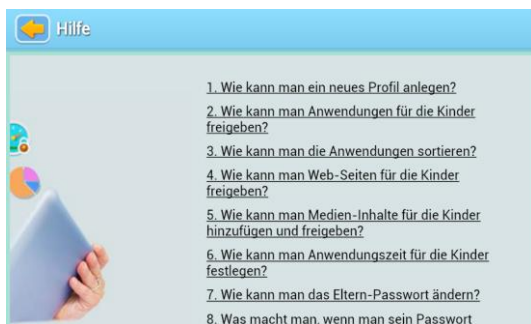 Hilfe
1. Wie kann man ein neues Profil anlegen?
2. Wie kann man Anwendungen für die Kinder
freigeben?
3. Wie kann man die Anwendungen sortieren?
4. Wie kann man Web-Seiten für die Kinder
freigeben?
5. Wie kann man Medien-Inhalte für die Kinder
hinzufügen und freigeben?
6. Wie kann man Anwendungszeit für die Kinder
festlegen?
7. Wie kann man das Eltern-Passwort ändern?
8. Was macht man, wenn man sein Passwort